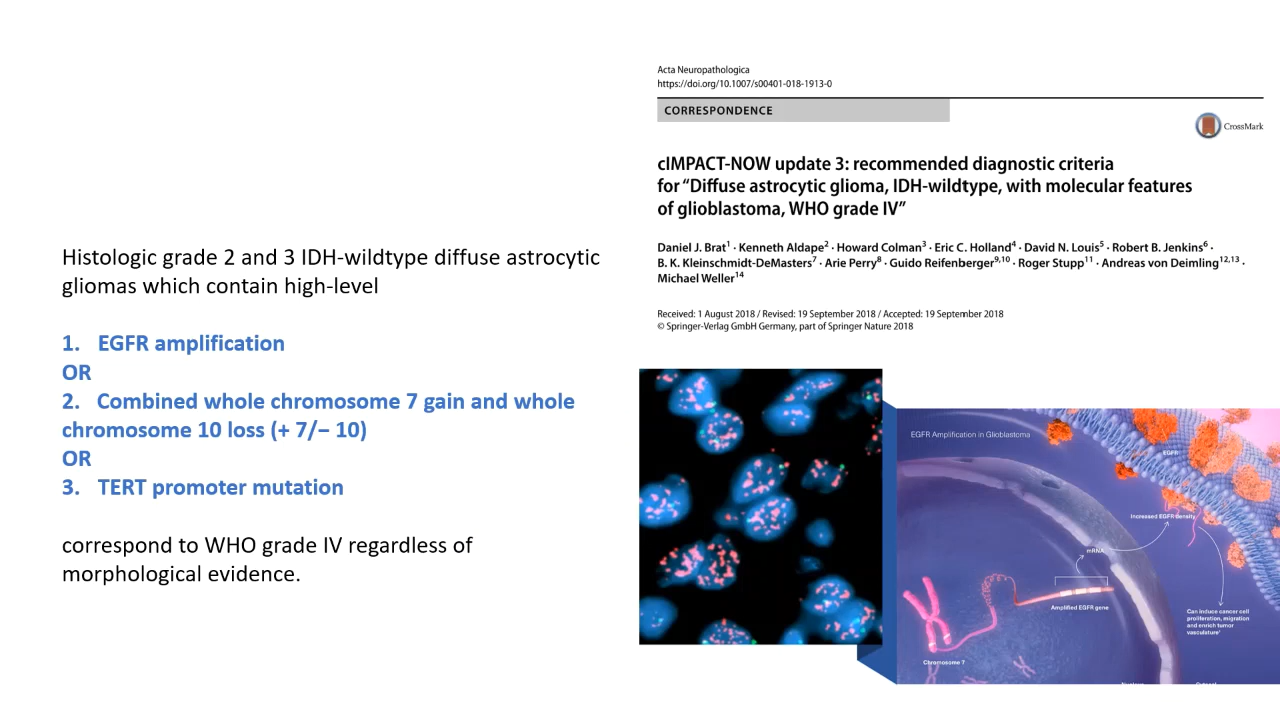 Histologic grade 2 and 3 IDH-wildtype diffuse astrocytic
gliomas which contain high-level
1. EGFR amplification
OR
2. Combined whole chromosome 7 gain and whole
chromosome 10 loss (+ 7/− 10)
OR
3. TERT promoter mutation
correspond to WHO grade IV regardless of
morphological evidence.
Acta Neuropathologica
https://doi.org/10.1007/s00401-018-1913-0
CORRESPONDENCE
CrossMark
cIMPACT-NOW update 3: recommended diagnostic criteria
for “Diffuse astrocytic glioma, IDH-wildtype, with molecular features
of glioblastoma, WHO grade IV”
Daniel J. Brat1 · Kenneth Aldape2 · Howard Colman3 · Eric C. Holland4 · David N. Louis5 · Robert B. Jenkins6 ·
B. K. Kleinschmidt-DeMasters7 · Arie Perry8 · Guido Reifenberger9,10 · Roger Stupp11 · Andreas von Deimling12,13 ·
Michael Weller14
Received: 1 August 2018 / Revised: 19 September 2018 / Accepted: 19 September 2018
© Springer-Verlag GmbH Germany, part of Springer Nature 2018
EGFR Amplification in Glioblastoma
EGFR
Increased EGFR density
mRNA
Amplified EGFR gene
Can induce cancer cell
proliferation, migration
and enrich tumor
vasculature¹
Chromosome 7